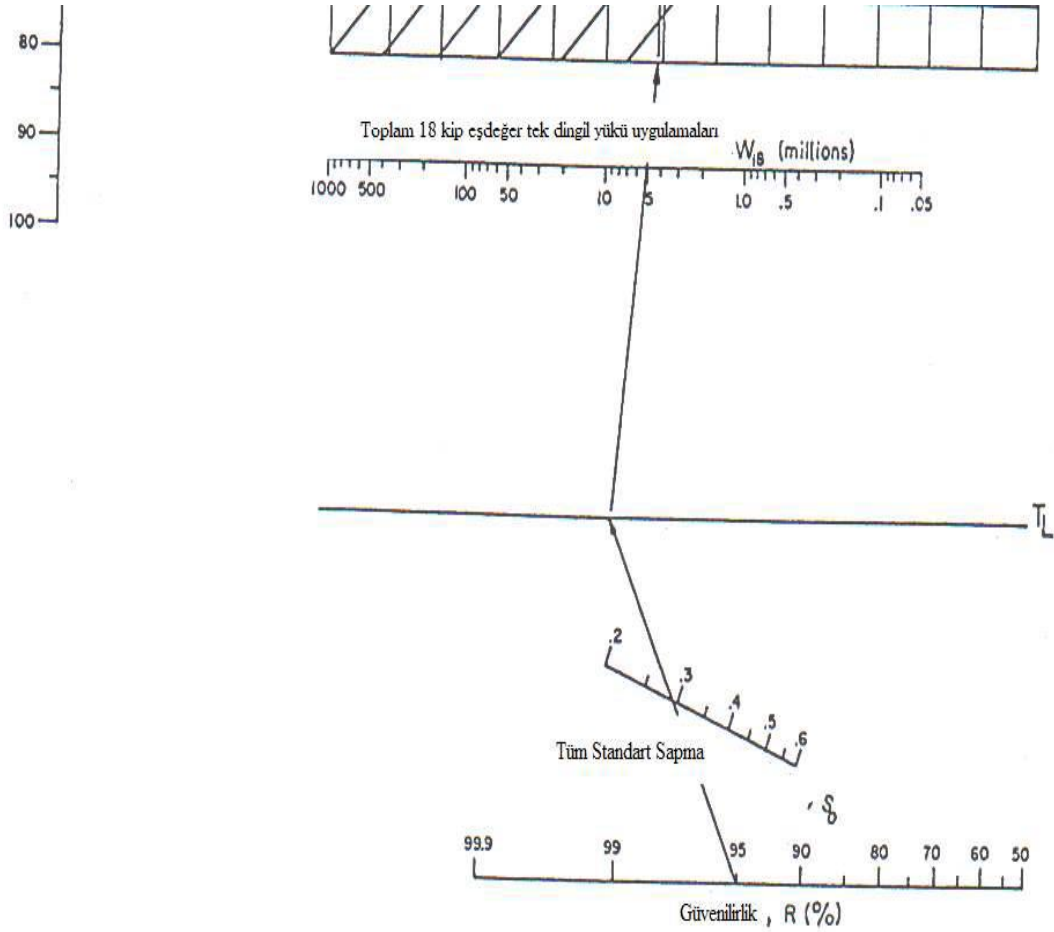 80
90
100
Toplam 18 kip eşdeğer tek dingil yükü uygulamaları
W18 (millions)
1000 500 100 50 10 5 1.0 .5 .1 .05
TL
.2
.3
.4
.5
.6
Tüm Standart Sapma
So
99.9 99 95 90 80 70 60 50
Güvenilirlik , R (%)